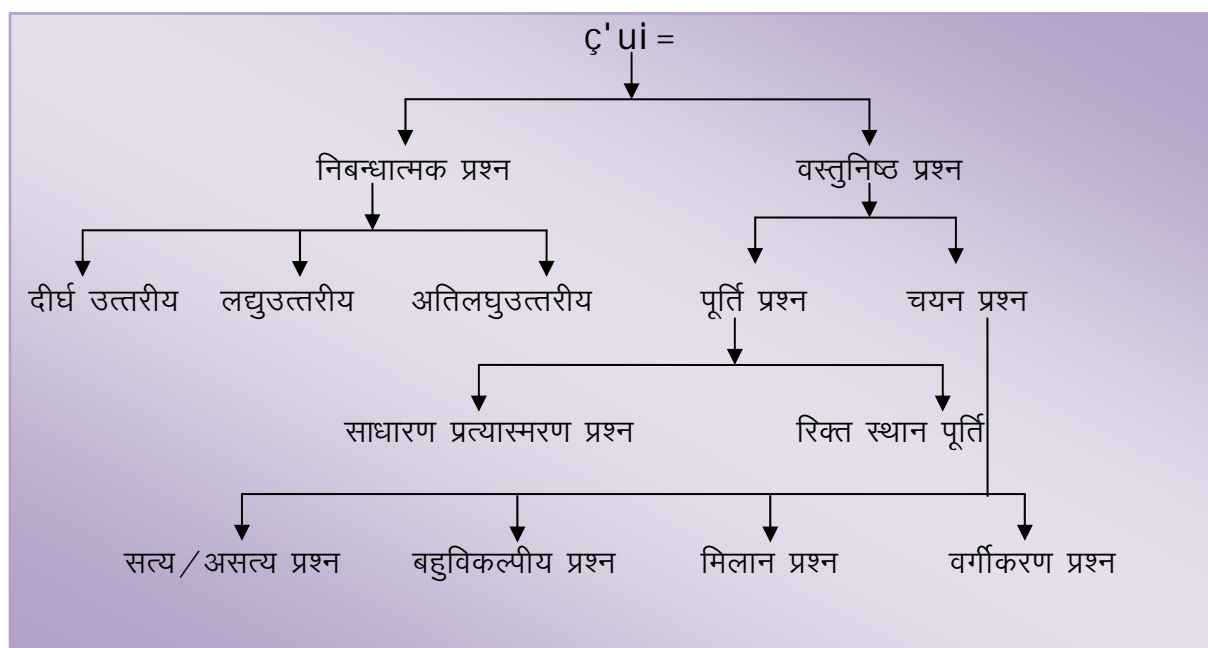 ç'ui=
निबन्धात्मक प्रश्न वस्तुनिष्ठ प्रश्न
दीर्घ उत्तरीय लद्युउत्तरीय अतिलघुउत्तरीय पूर्ति प्रश्न चयन प्रश्न
साधारण प्रत्यास्मरण प्रश्न रिक्त स्थान पूर्ति
सत्य/असत्य प्रश्न बहुविकल्पीय प्रश्न मिलान प्रश्न वर्गीकरण प्रश्न